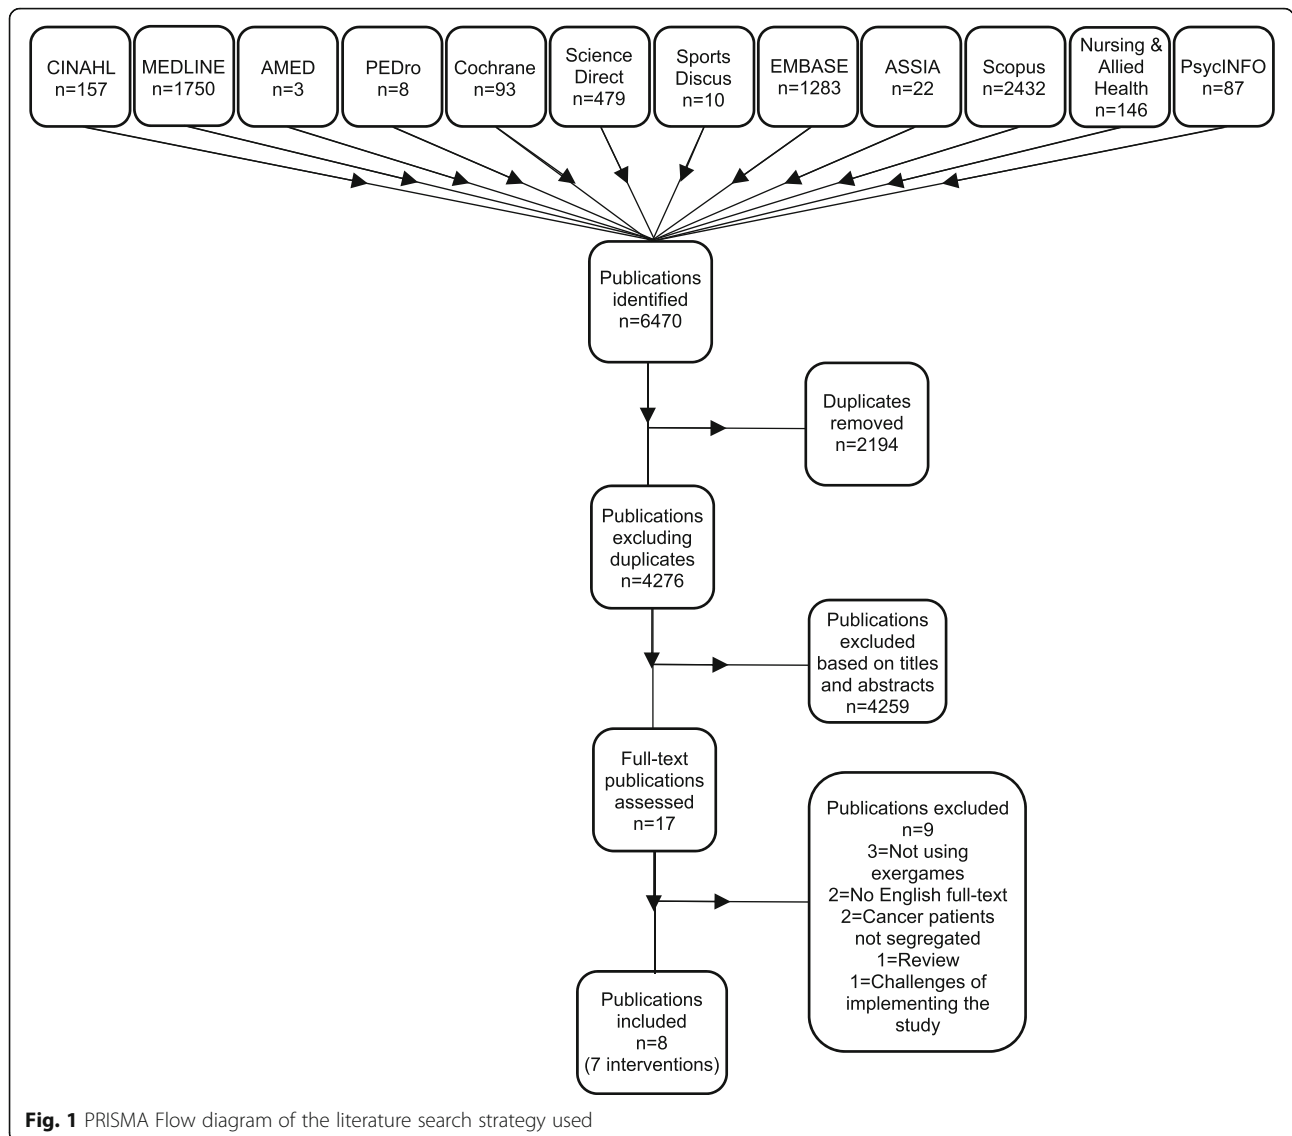 CINAHL
n=157
MEDLINE
n=1750
AMED
n=3
PEDro
n=8
Cochrane
n=93
Science
Direct
n=479
Sports
Discus
n=10
EMBASE
n=1283
ASSIA
n=22
Scopus
n=2432
Nursing &
Allied
Health
n=146
PsycINFO
n=87
Publications
identified
n=6470
Duplicates
removed
n=2194
Publications
excluding
duplicates
n=4276
Publications
excluded
based on titles
and abstracts
n=4259
Full-text
publications
assessed
n=17
Publications excluded
n=9
3=Not using
exergames
2=No English full-text
2=Cancer patients
not segregated
1=Review
1=Challenges of
implementing the
study
Publications
included
n=8
(7 interventions)
Fig. 1 PRISMA Flow diagram of the literature search strategy used